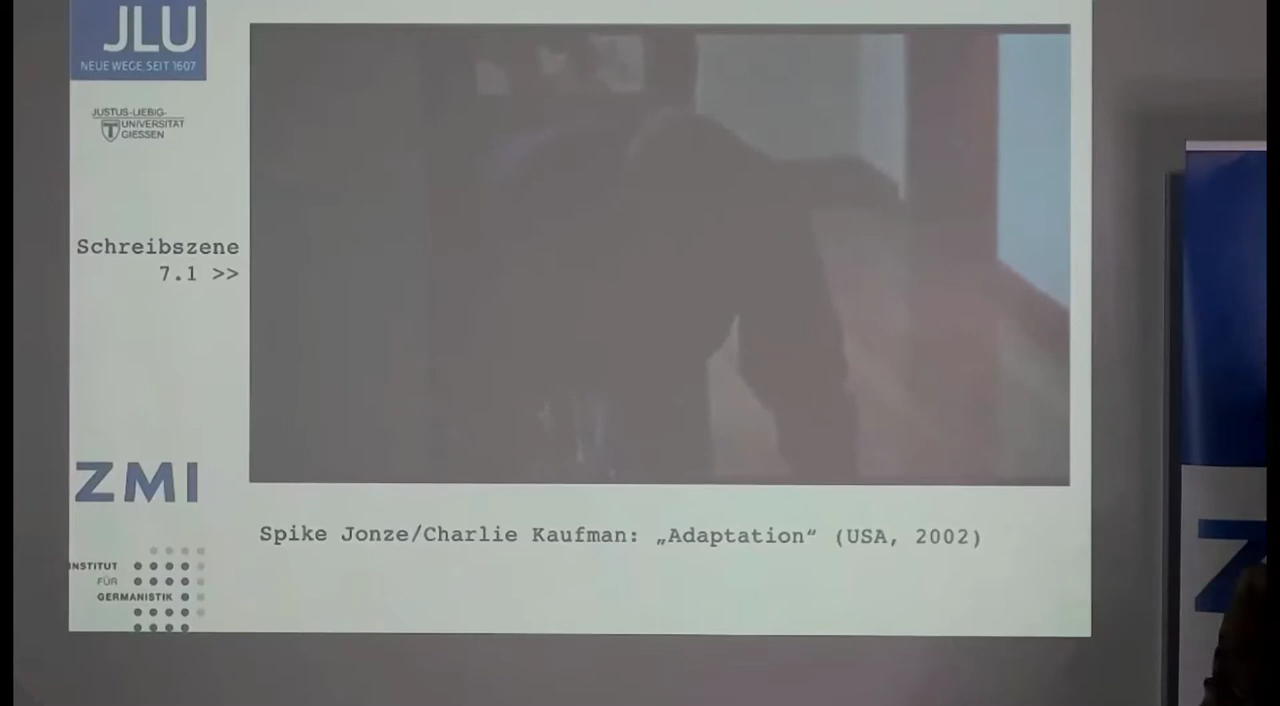 JLU
NEUE WEGE. SEIT 1607
JUSTUS-LIEBIG-
UNIVERSITÄT
GIESSEN
Schreibszene
7.1 >>
ZMI
INSTITUT
FÜR
GERMANISTIK
Spike Jonze/Charlie Kaufman: „Adaptation“ (USA, 2002)
Z